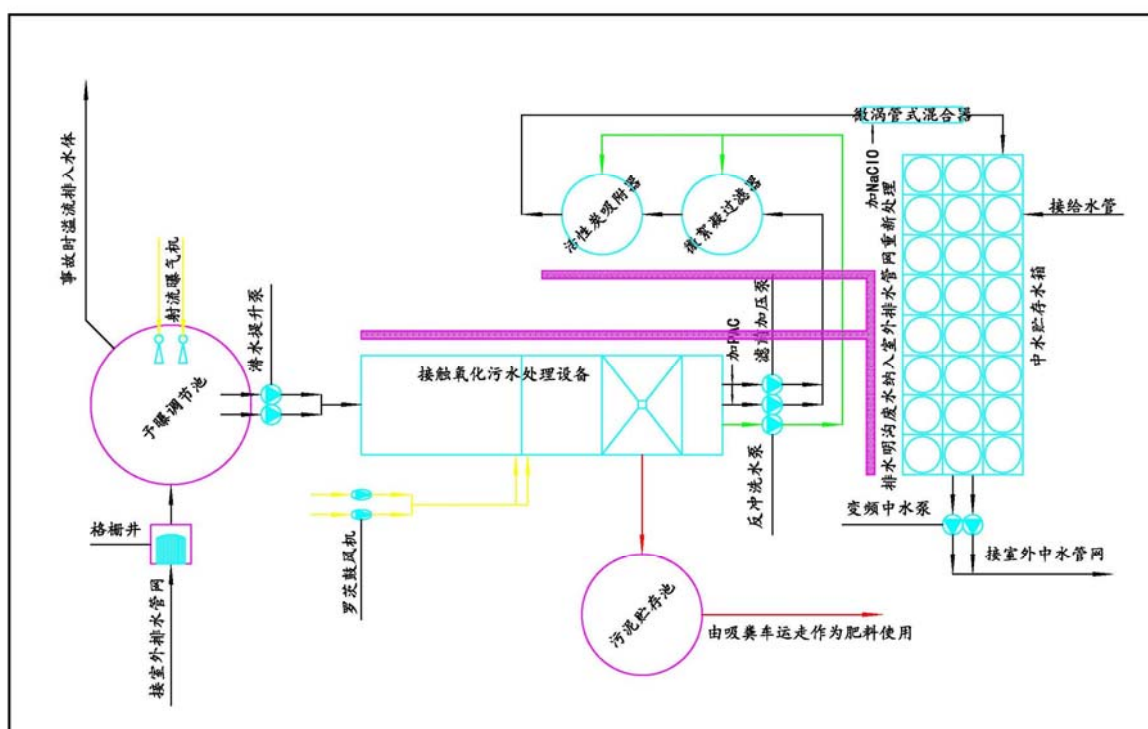 微涡管式混合器
加NaClO
活性炭吸附器
微絮凝过滤器
接给水管
中水贮存水箱
排水明沟废水纳入室外排水管网重新处理
事故时溢流排入水体
射流曝气机
予曝调节池
潜水提升泵
接触氧化污水处理设备
加PAC
滤前加压泵
反冲洗水泵
变频中水泵
接室外中水管网
格栅井
接室外排水管网
罗茨鼓风机
污泥贮存池
由吸粪车运走作为肥料使用